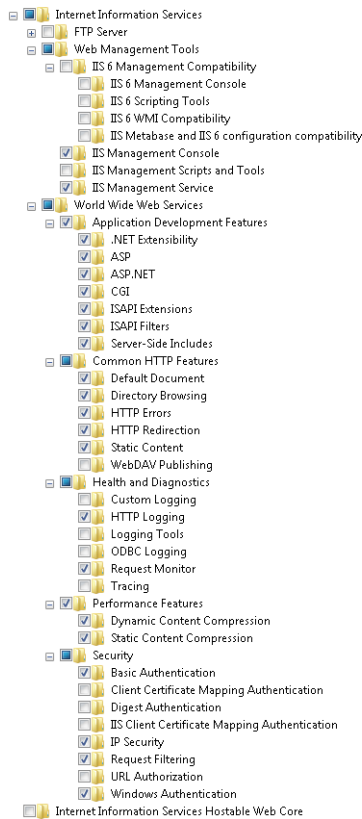 Internet Information Services
FTP Server
Web Management Tools
IIS 6 Management Compatibility
IIS 6 Management Console
IIS 6 Scripting Tools
IIS 6 WMI Compatibility
IIS Metabase and IIS 6 configuration compatibility
IIS Management Console
IIS Management Scripts and Tools
IIS Management Service
World Wide Web Services
Application Development Features
.NET Extensibility
ASP
ASP.NET
CGI
ISAPI Extensions
ISAPI Filters
Server-Side Includes
Common HTTP Features
Default Document
Directory Browsing
HTTP Errors
HTTP Redirection
Static Content
WebDAV Publishing
Health and Diagnostics
Custom Logging
HTTP Logging
Logging Tools
ODBC Logging
Request Monitor
Tracing
Performance Features
Dynamic Content Compression
Static Content Compression
Security
Basic Authentication
Client Certificate Mapping Authentication
Digest Authentication
IIS Client Certificate Mapping Authentication
IP Security
Request Filtering
URL Authorization
Windows Authentication
Internet Information Services Hostable Web Core